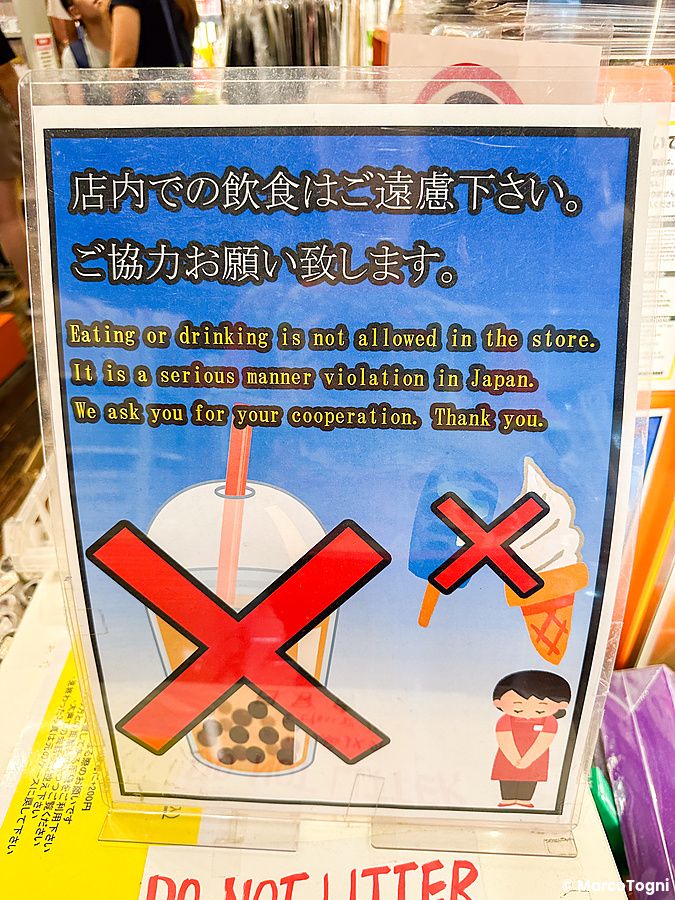 店内での飲食はご遠慮下さい。
ご協力お願い致します。
Eating or drinking is not allowed in the store.
It is a serious manner violation in Japan.
We ask you for your cooperation. Thank you.
DO NOT LITTER
© MarcoTogni